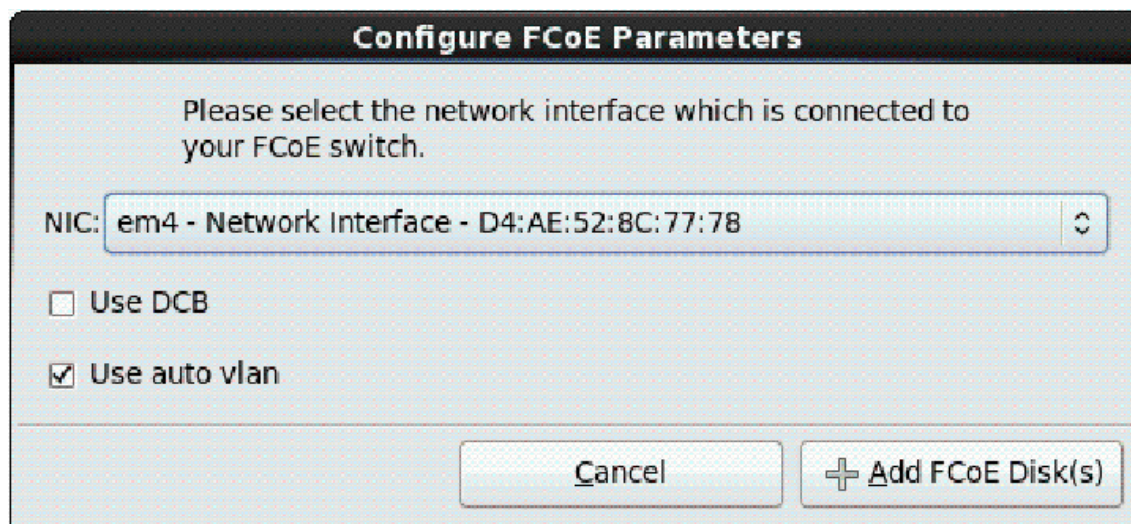 Configure FCoE Parameters
Please select the network interface which is connected to
your FCoE switch.
NIC: em4 - Network Interface - D4:AE:52:8C:77:78
Use DCB
Use auto vlan
Cancel
Add FCoE Disk(s)